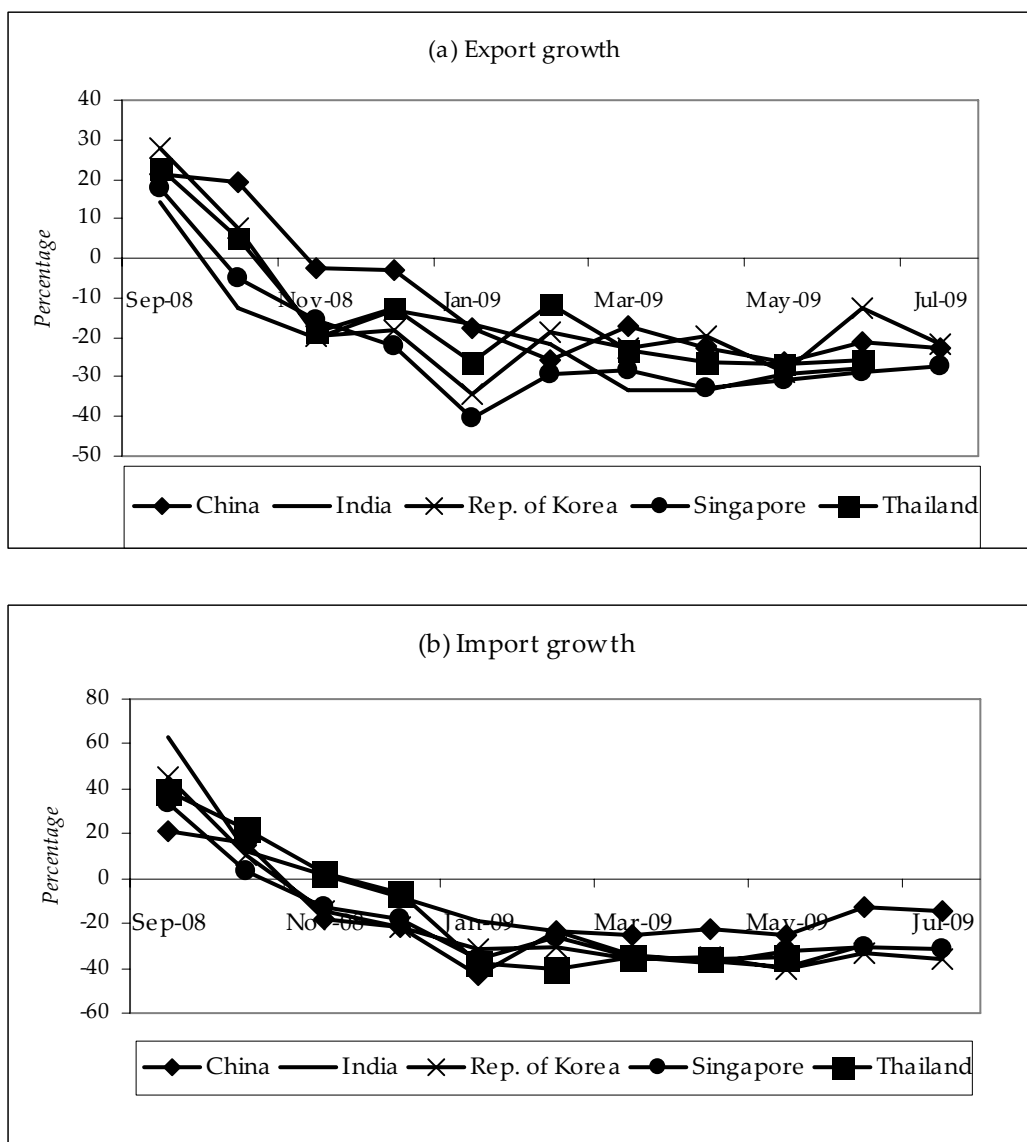 (a) Export growth
40
30
20
10
0
-10
-20
-30
-40
-50
Percentage
Sep-08 Nov-08 Jan-09 Mar-09 May-09 Jul-09
China India Rep. of Korea Singapore Thailand
(b) Import growth
80
60
40
20
0
-20
-40
-60
Percentage
Sep-08 Nov-08 Jan-09 Mar-09 May-09 Jul-09
China India Rep. of Korea Singapore Thailand